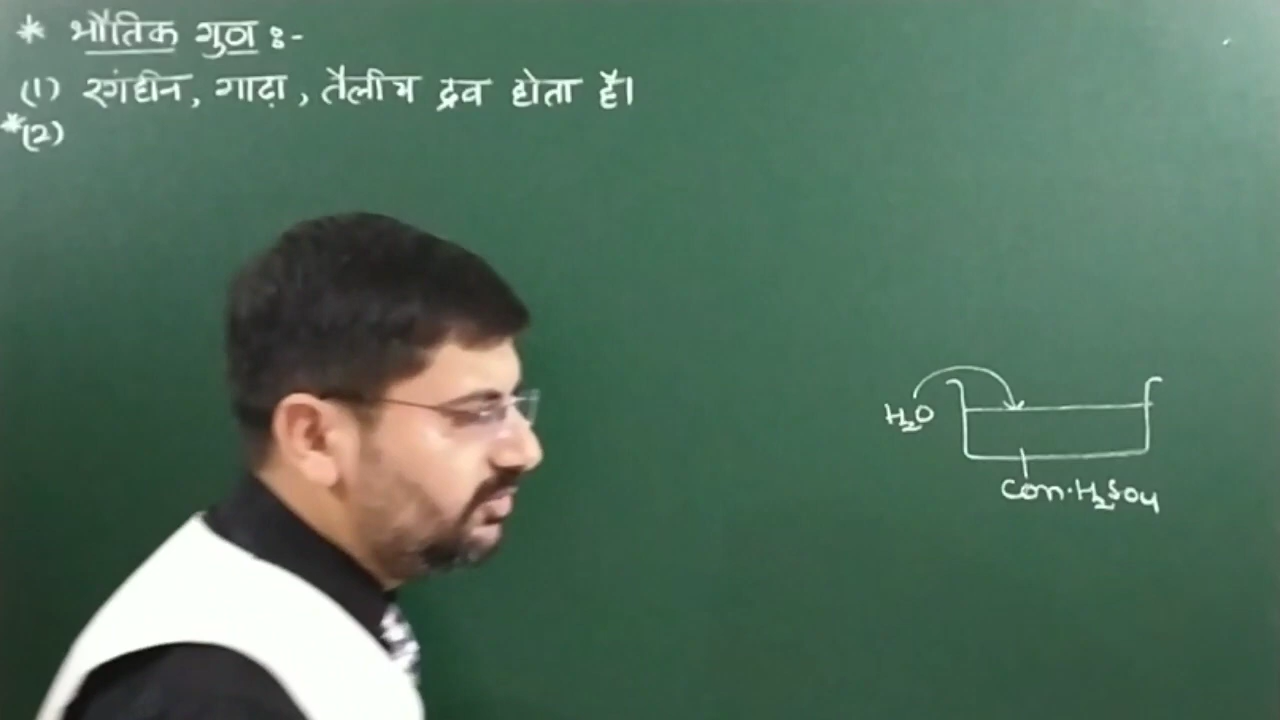 * भौतिक गुण :-
(1) रंगहीन, गाढ़ा, तैलीय द्रव होता है।
*(2)
H₂O
Con. H₂SO₄